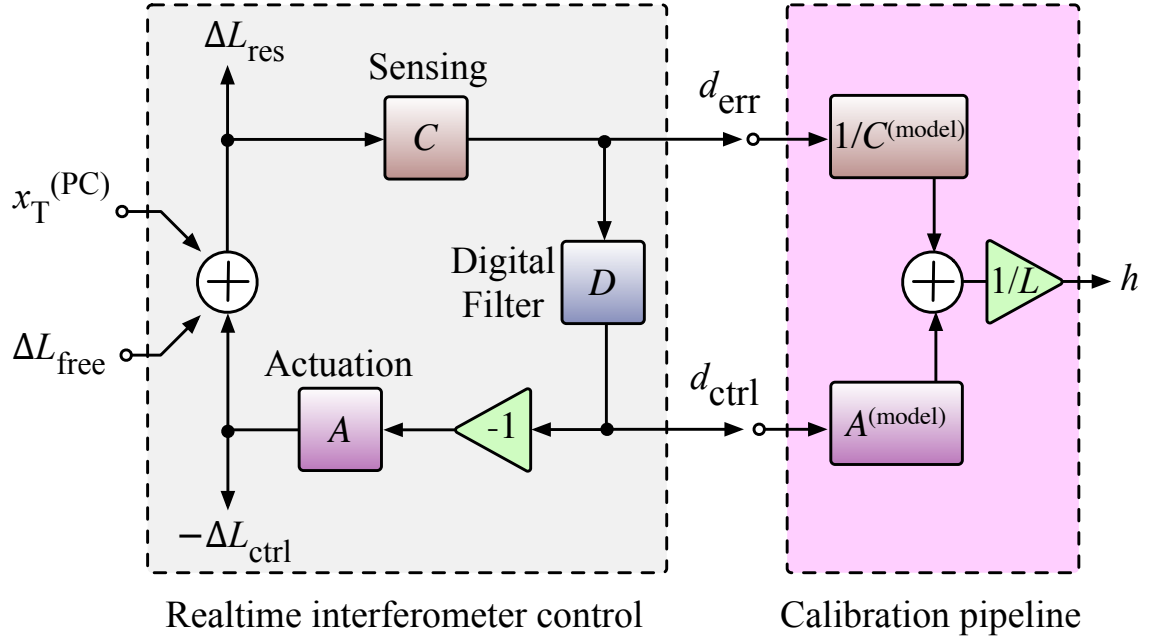 ΔL_res
Sensing
C
d_err
1/C^(model)
x_T^(PC)
Digital
Filter
D
1/L
h
ΔL_free
Actuation
A
-1
d_ctrl
A^(model)
−ΔL_ctrl
Realtime interferometer control
Calibration pipeline